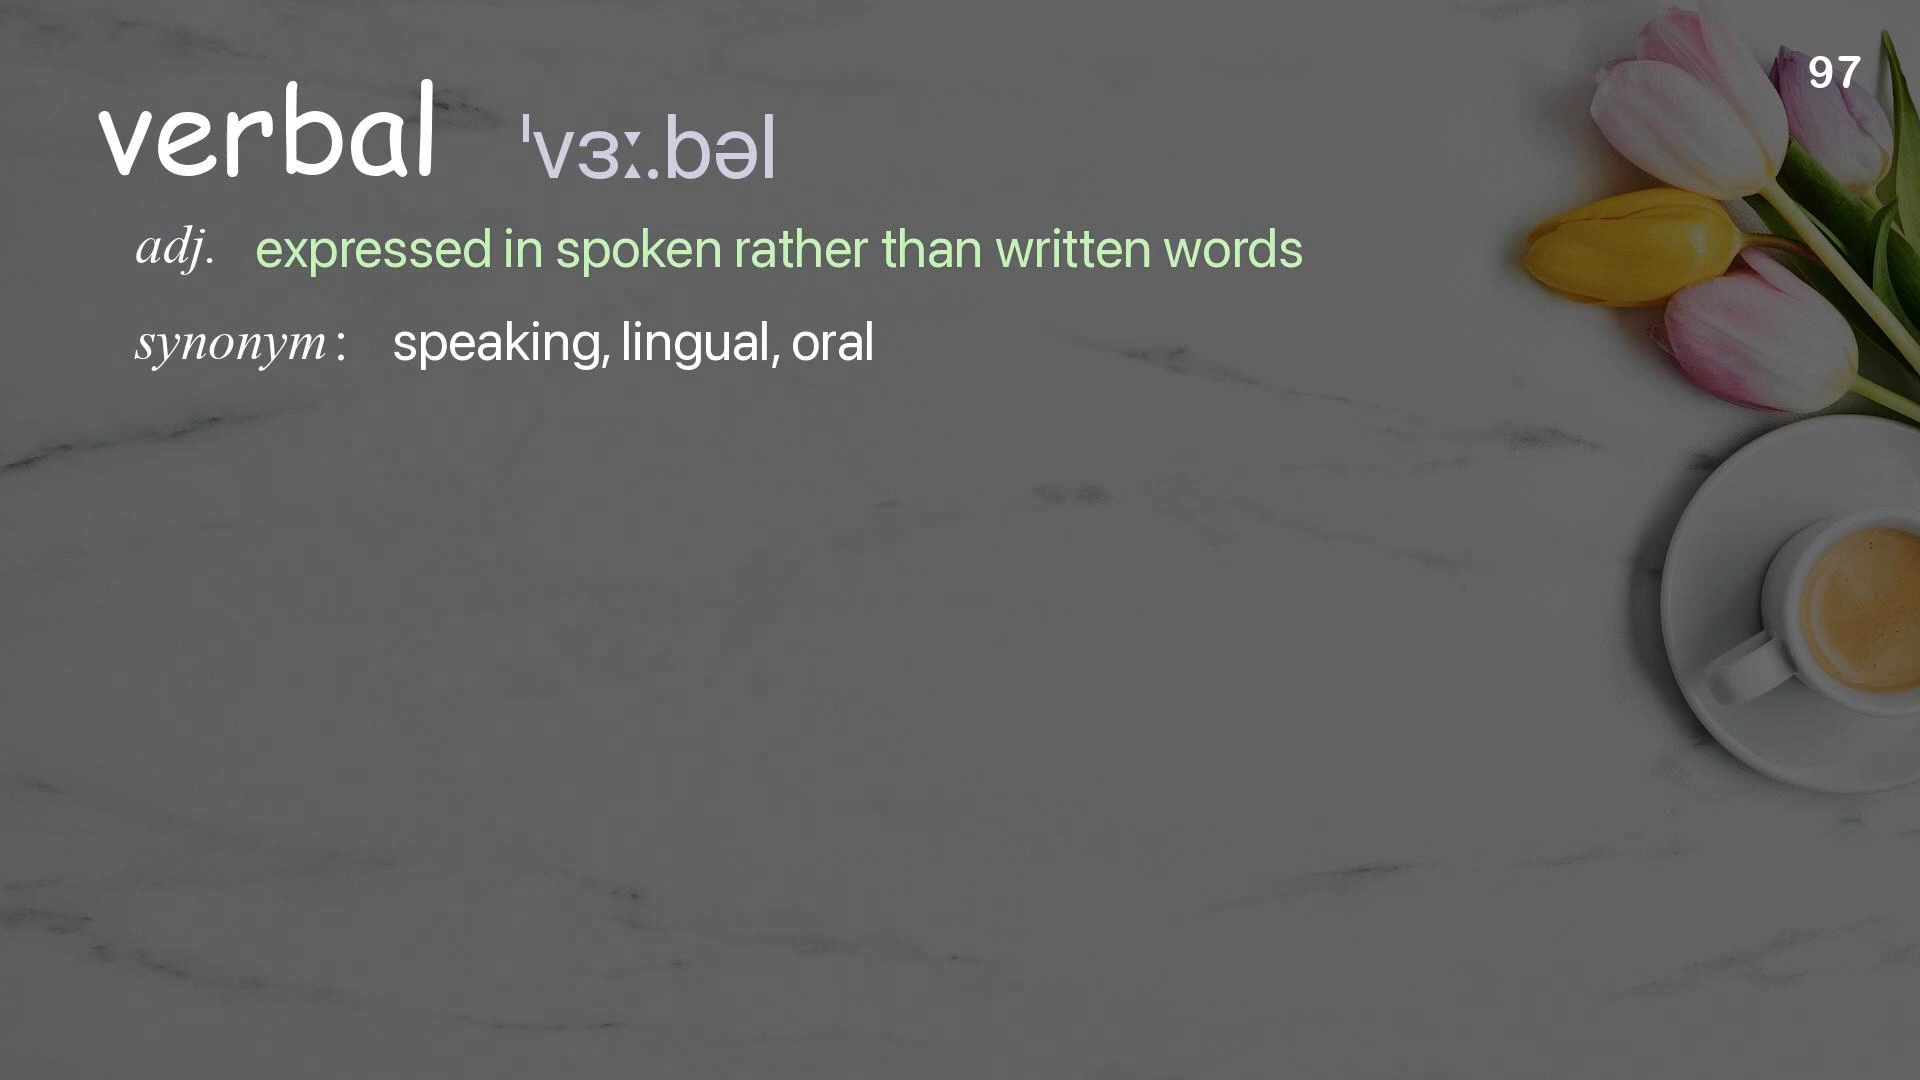 97
verbal ˈvɜː.bəl
adj. expressed in spoken rather than written words
synonym : speaking, lingual, oral